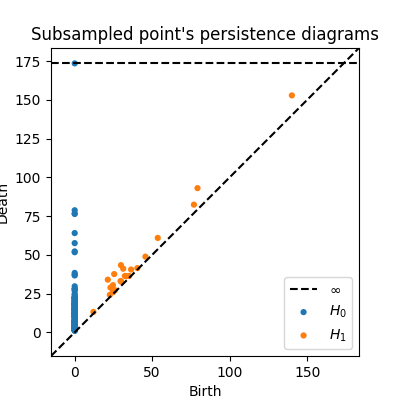 Subsampled point's persistence diagrams
175
150
125
100
75
50
25
0
Death
0
50
100
150
Birth
∞
H₀
H₁